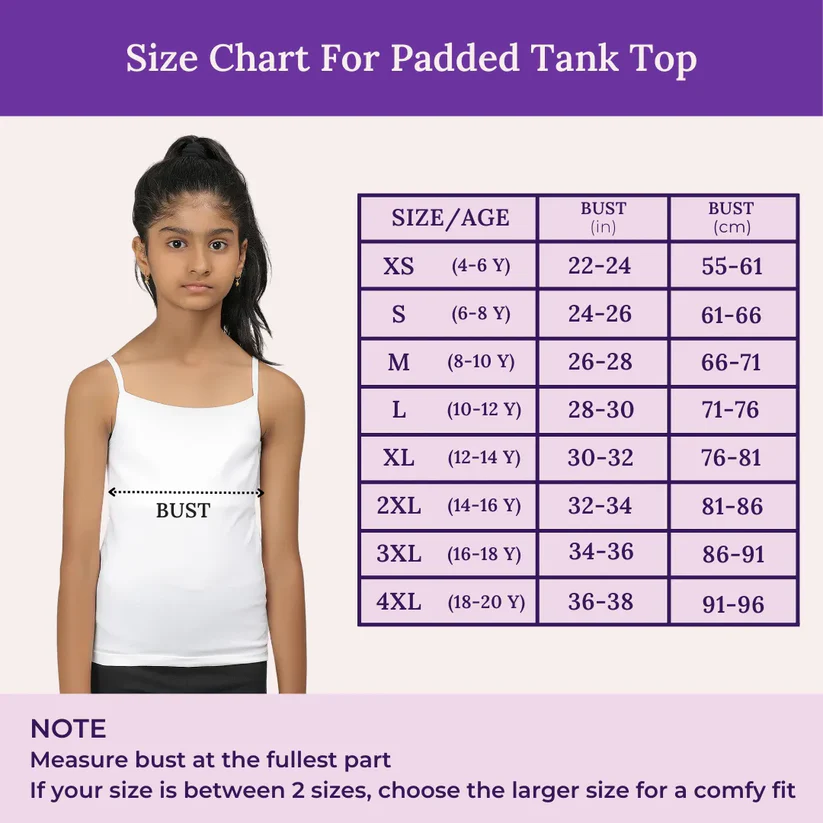 Size Chart For Padded Tank Top
SIZE/AGE BUST (in) BUST (cm)
XS (4-6 Y) 22-24 55-61
S (6-8 Y) 24-26 61-66
M (8-10 Y) 26-28 66-71
L (10-12 Y) 28-30 71-76
XL (12-14 Y) 30-32 76-81
2XL (14-16 Y) 32-34 81-86
3XL (16-18 Y) 34-36 86-91
4XL (18-20 Y) 36-38 91-96
BUST
NOTE
Measure bust at the fullest part
If your size is between 2 sizes, choose the larger size for a comfy fit